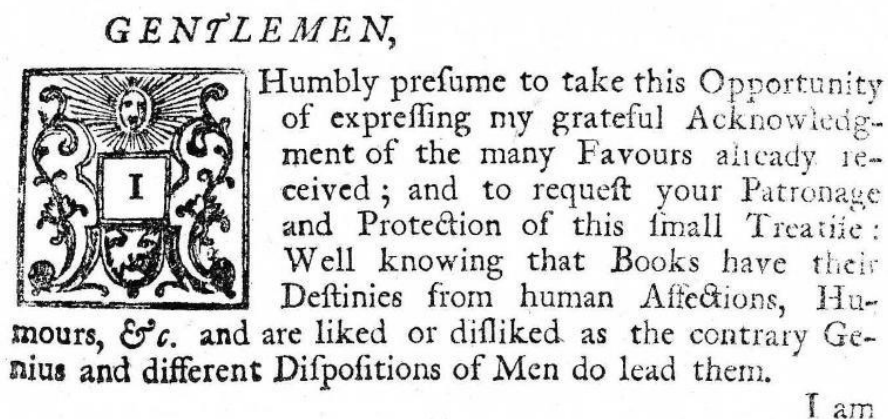 GENTLEMEN,
I Humbly preſume to take this Opportunity
of expreſſing my grateful Acknowledg-
ment of the many Favours already re-
ceived ; and to requeſt your Patronage
and Protection of this ſmall Treatiſe :
Well knowing that Books have their
Deſtinies from human Affections, Hu-
mours, &c. and are liked or diſliked as the contrary Ge-
nius and different Diſpoſitions of Men do lead them.
I am